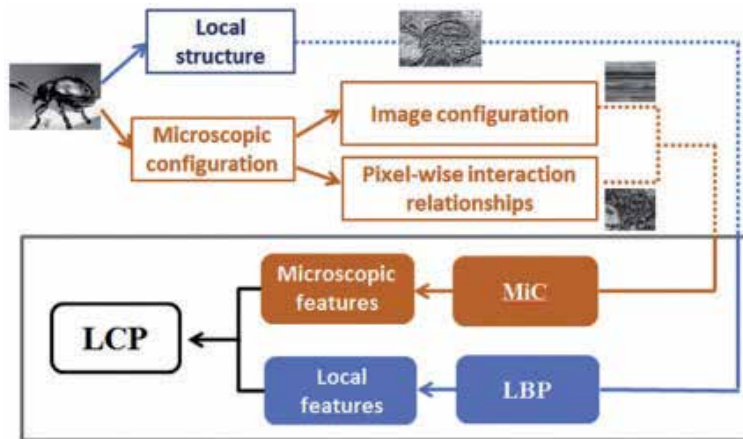 Local
structure
Image configuration
Microscopic
configuration
Pixel-wise interaction
relationships
Microscopic
features
MiC
LCP
Local
features
LBP